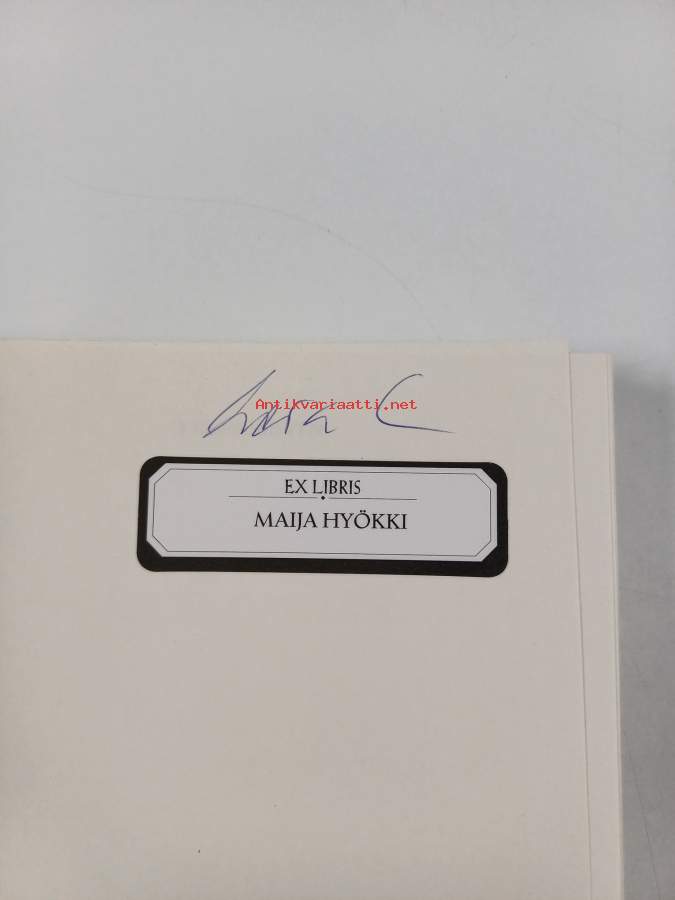 Antikvariaatti.net
EX LIBRIS
MAIJA HYÖKKI